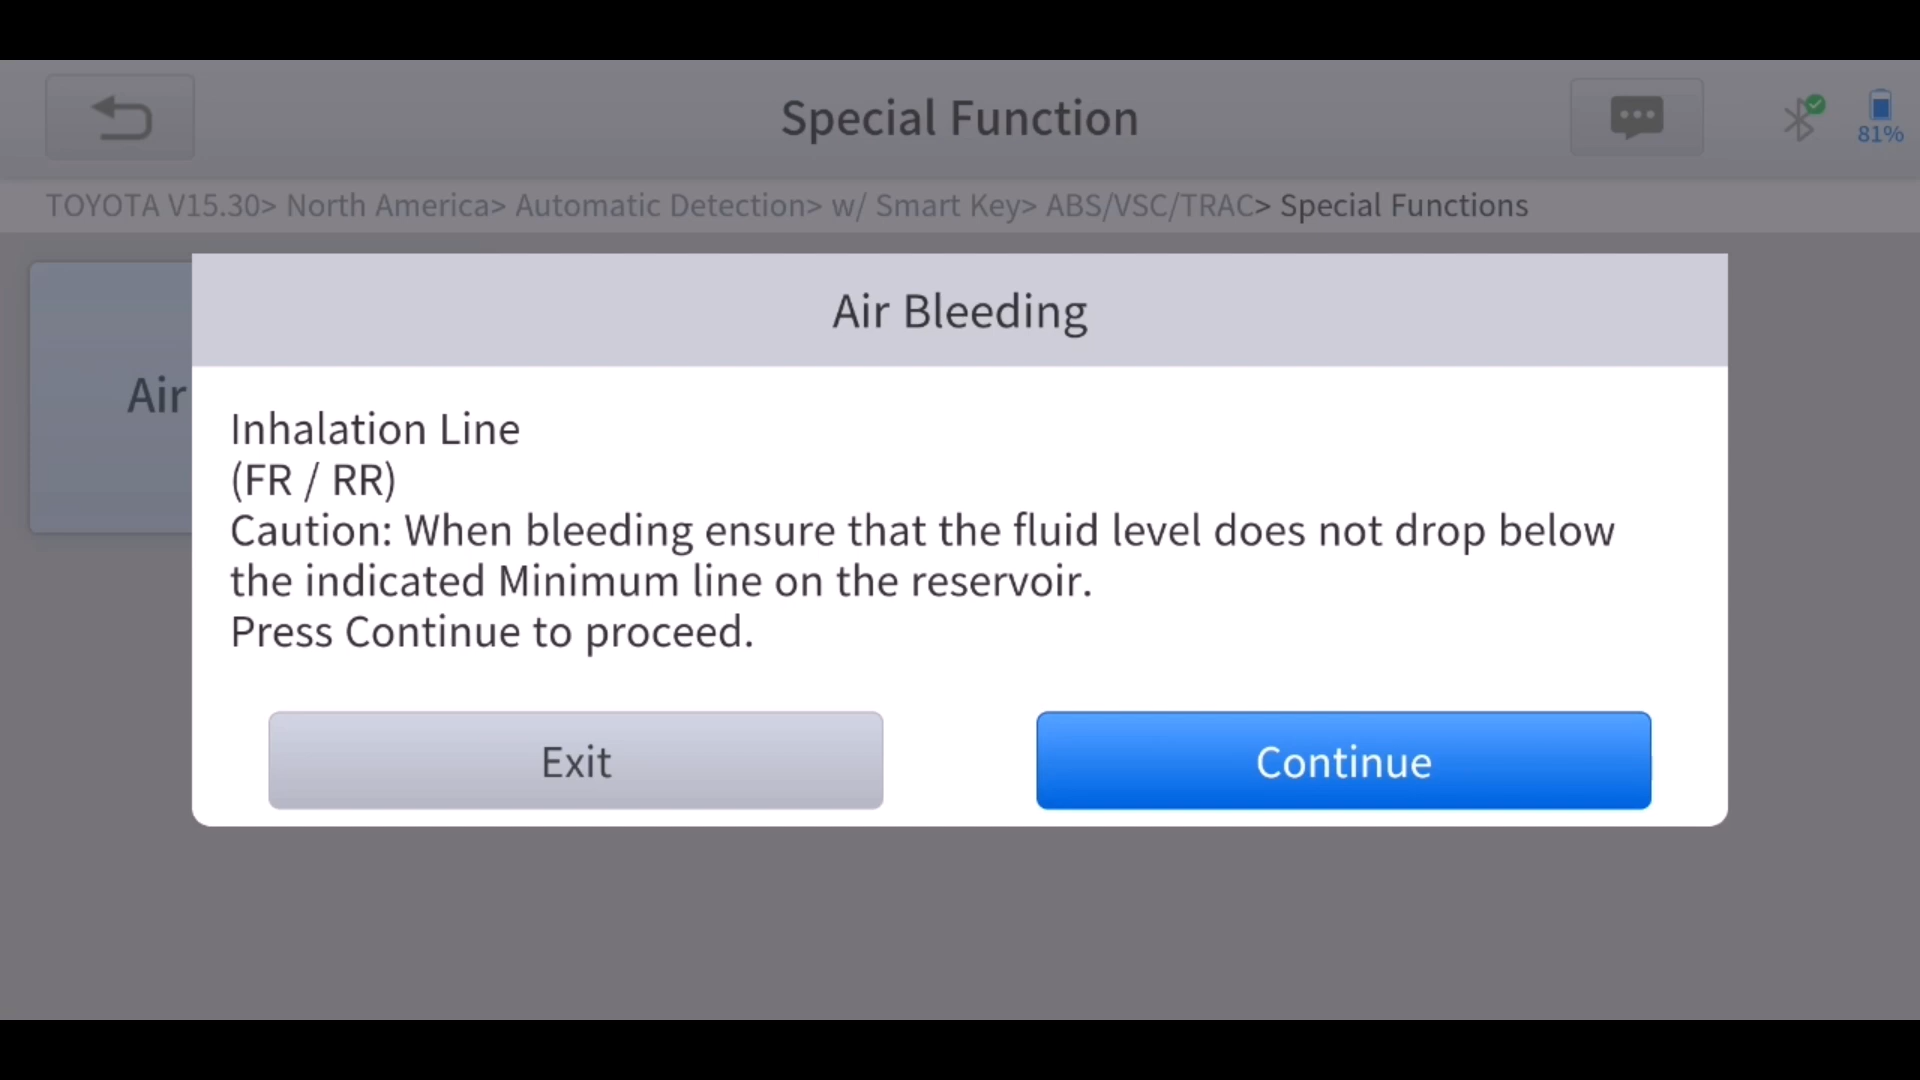 Special Function
81%
TOYOTA V15.30> North America> Automatic Detection> w/ Smart Key> ABS/VSC/TRAC> Special Functions
Air
Air Bleeding
Inhalation Line
(FR / RR)
Caution: When bleeding ensure that the fluid level does not drop below
the indicated Minimum line on the reservoir.
Press Continue to proceed.
Exit
Continue